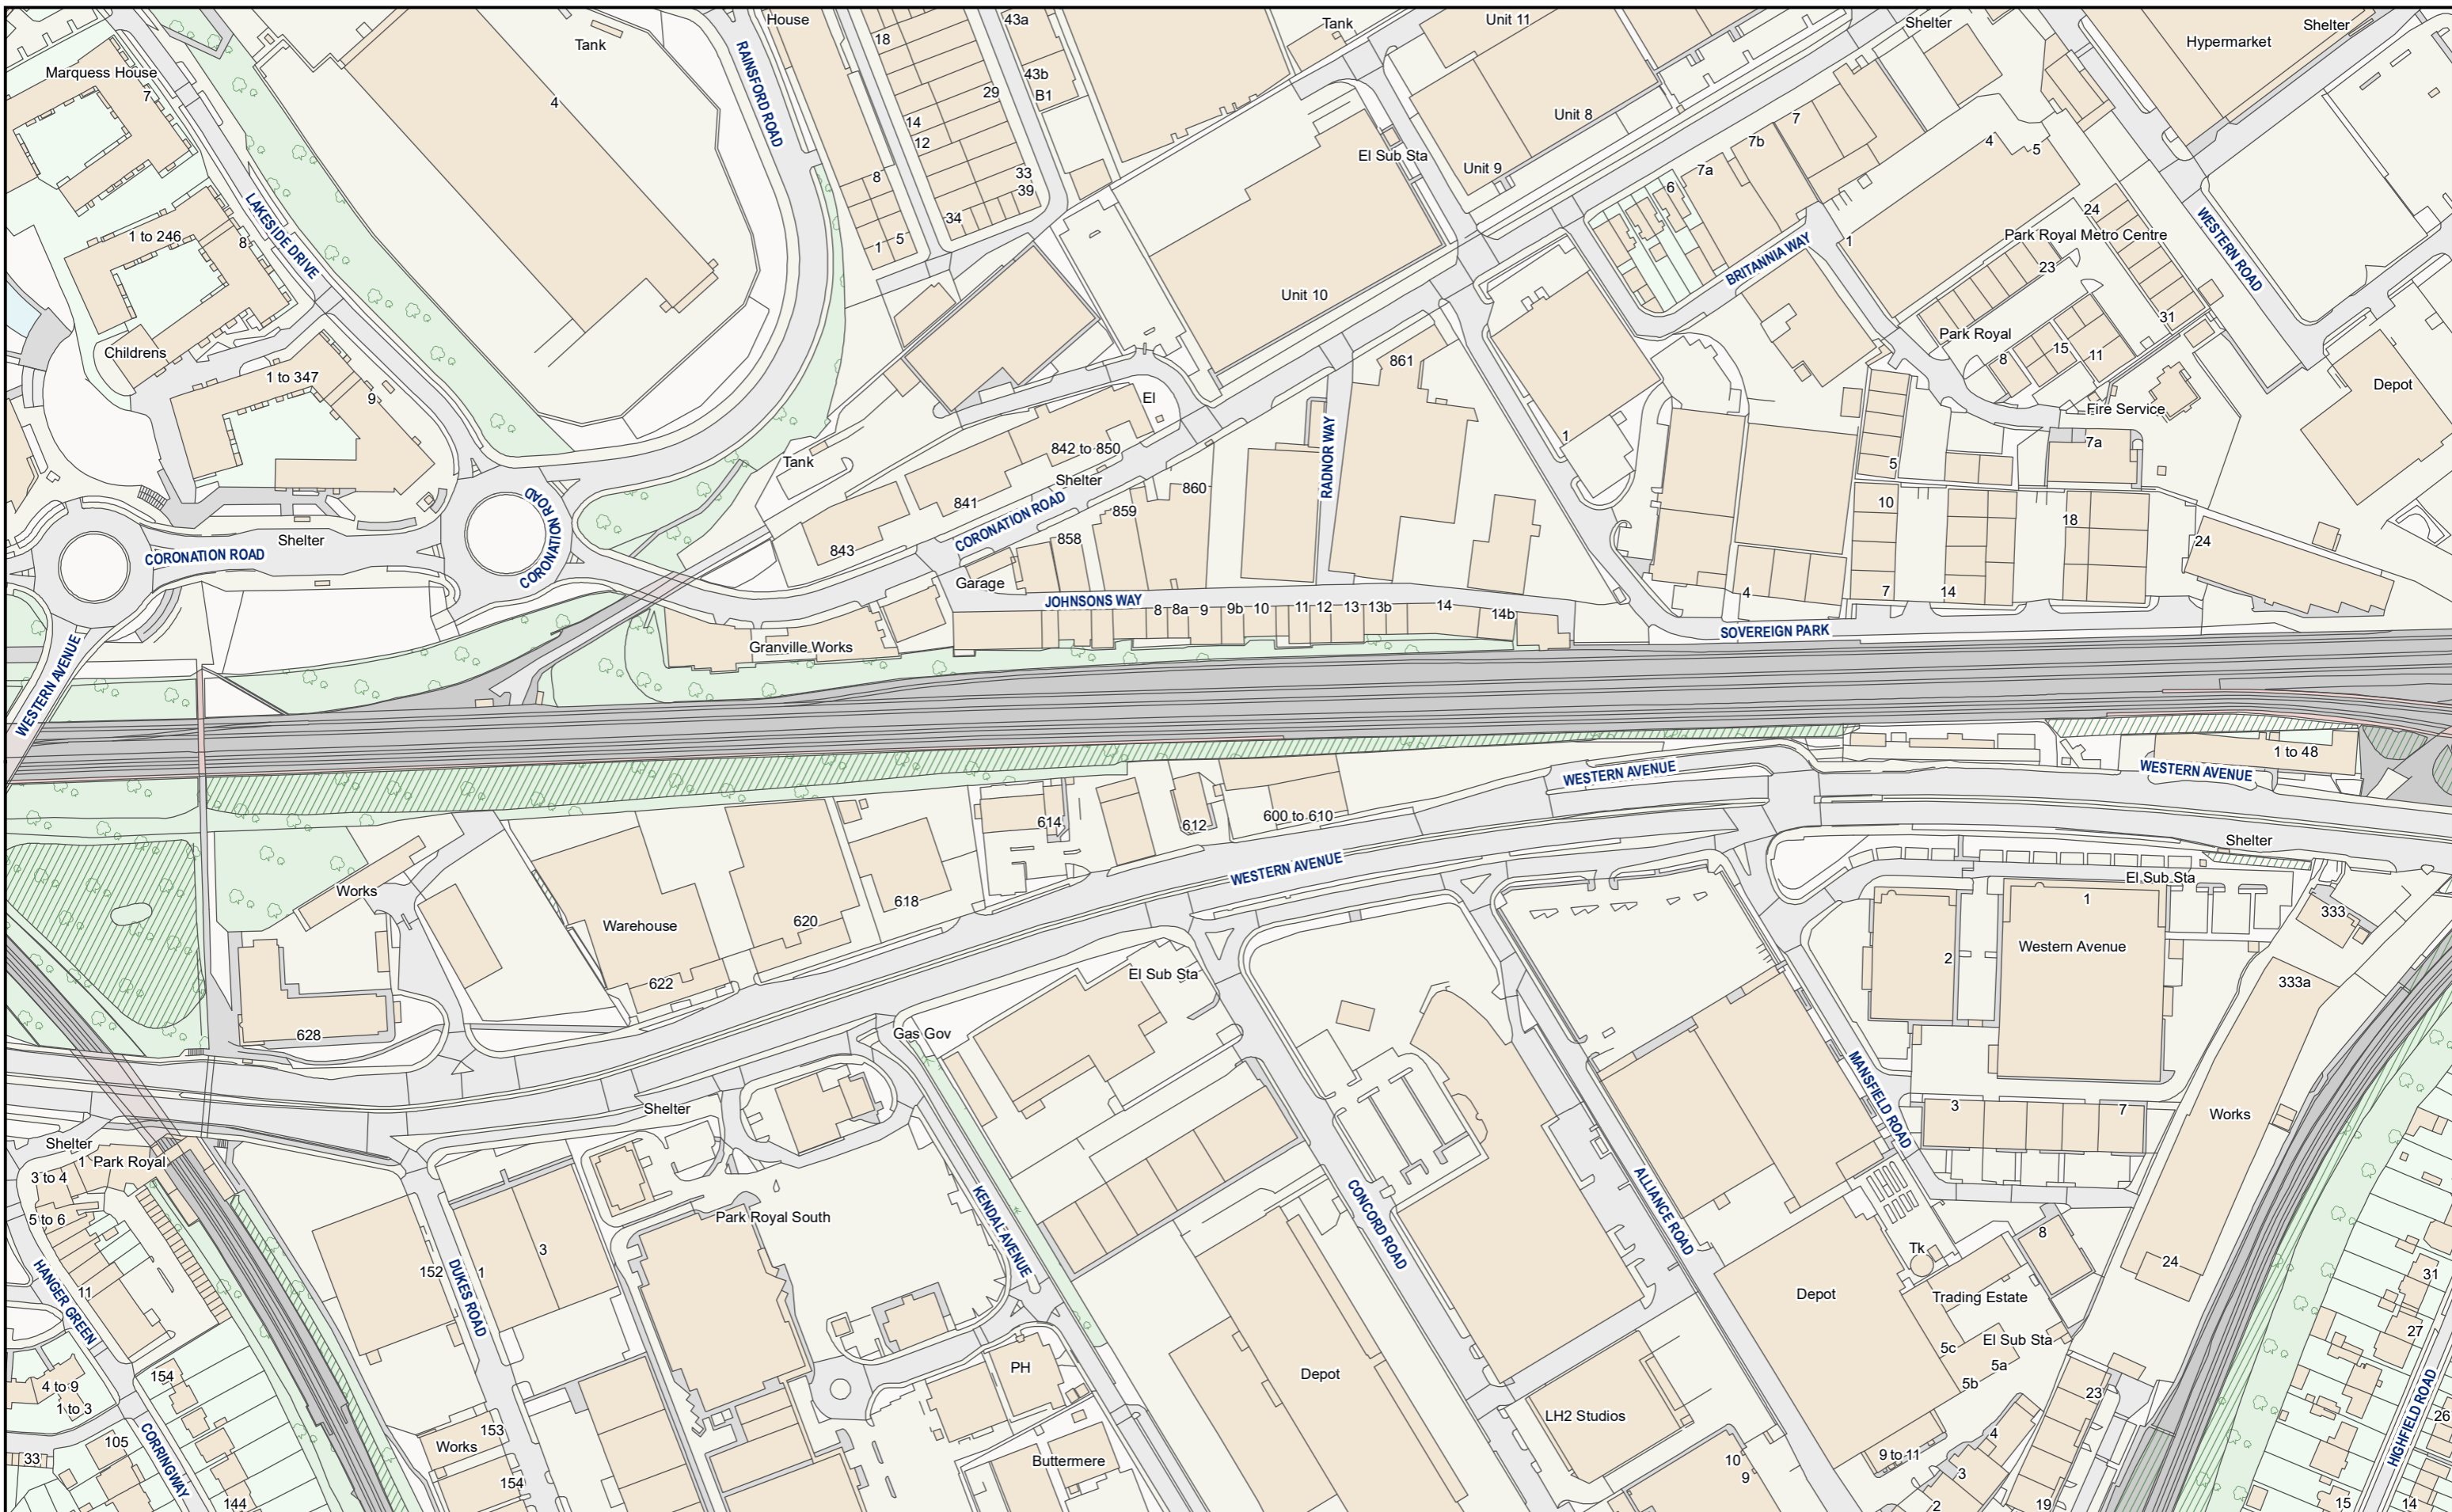 House
18
43a
Tank
Unit 11
Shelter
Hypermarket
Shelter
Marquess House
7
Tank
4
RAINSFORD ROAD
29
43b
B1
14
12
Unit 8
7
7b
El Sub Sta
Unit 9
7a
6
4
5
8
33
39
34
1
5
1 to 246
8
LAKESIDE DRIVE
Unit 10
BRITANNIA WAY
1
24
Park Royal Metro Centre
23
WESTERN ROAD
31
Childrens
1 to 347
9
Park Royal
8
15
11
861
El
Depot
Fire Service
7a
RADNOR WAY
1
842 to 850
Tank
Shelter
841
860
859
858
843
CORONATION ROAD
5
10
18
24
CORONATION ROAD
CORONATION ROAD
CORONATION ROAD
Shelter
Garage
JOHNSONS WAY
8
8a
9
9b
10
11
12
13
13b
14
14b
4
7
14
SOVEREIGN PARK
Granville Works
WESTERN AVENUE
WESTERN AVENUE
WESTERN AVENUE
1 to 48
614
612
600 to 610
WESTERN AVENUE
Shelter
Works
Warehouse
620
618
622
628
El Sub Sta
1
Western Avenue
2
333
333a
El Sub Sta
Gas Gov
Shelter
Shelter
1
Park Royal
3 to 4
5 to 6
11
HANGER GREEN
152
DUKES ROAD
1
3
Park Royal South
KENDAL AVENUE
CONCORD ROAD
ALLIANCE ROAD
MANSFIELD ROAD
3
7
Works
8
Tk
24
Trading Estate
Depot
El Sub Sta
5c
5a
5b
31
27
4 to 9
1 to 3
154
PH
Depot
LH2 Studios
23
HIGHFIELD ROAD
26
33
105
CORRINGWAY
144
Works
153
154
Buttermere
10
9
9 to 11
4
3
2
19
15
14